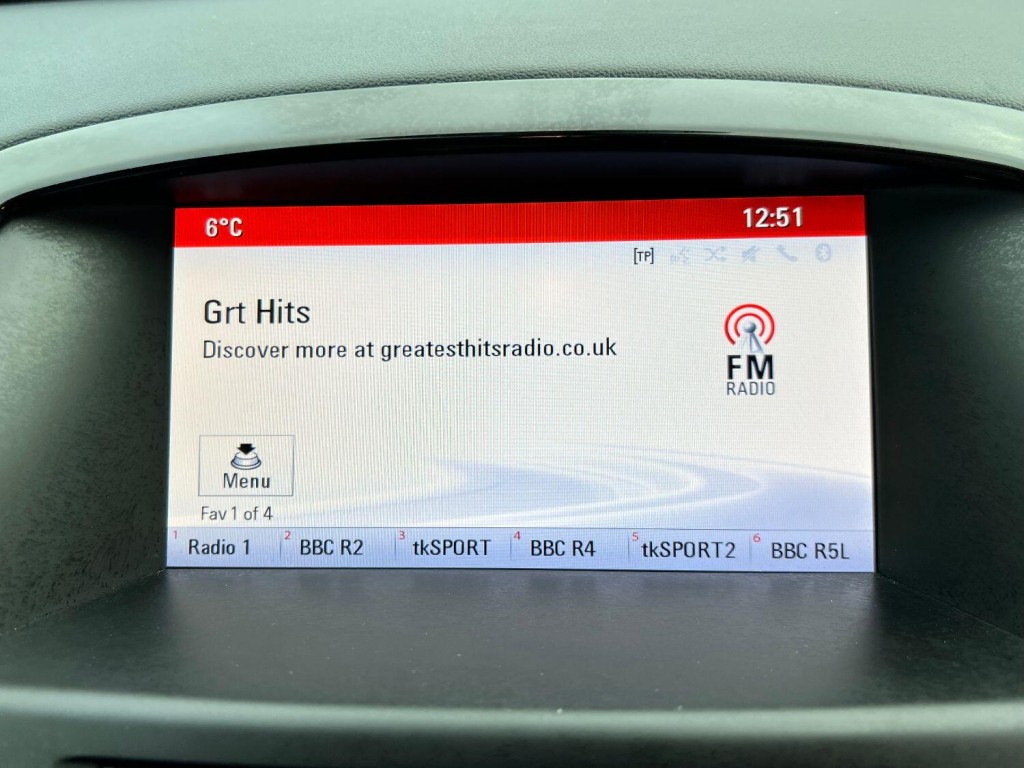 6°C 12:51
[TP]
Grt Hits
Discover more at greatesthitsradio.co.uk
FM
RADIO
Menu
Fav 1 of 4
1 Radio 1 2 BBC R2 3 tkSPORT 4 BBC R4 5 tkSPORT2 6 BBC R5L